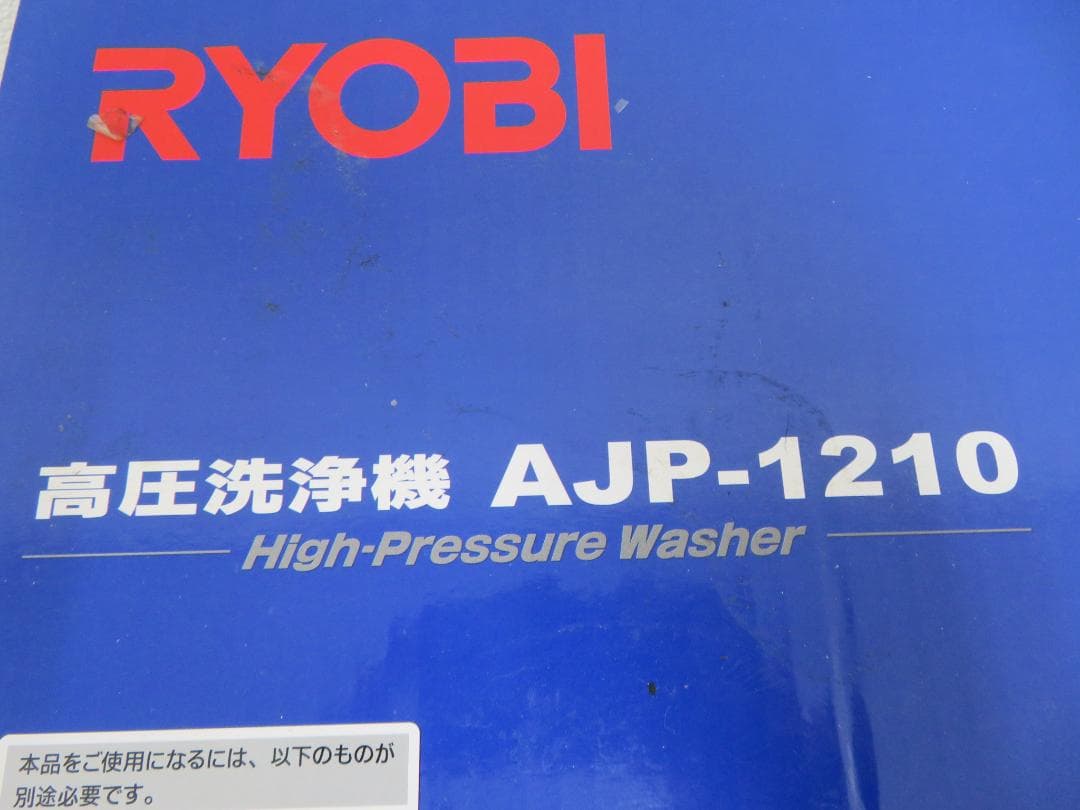 RYOBI
高圧洗浄機 AJP-1210
High-Pressure Washer
本品をご使用になるには、以下のものが
別途必要です。